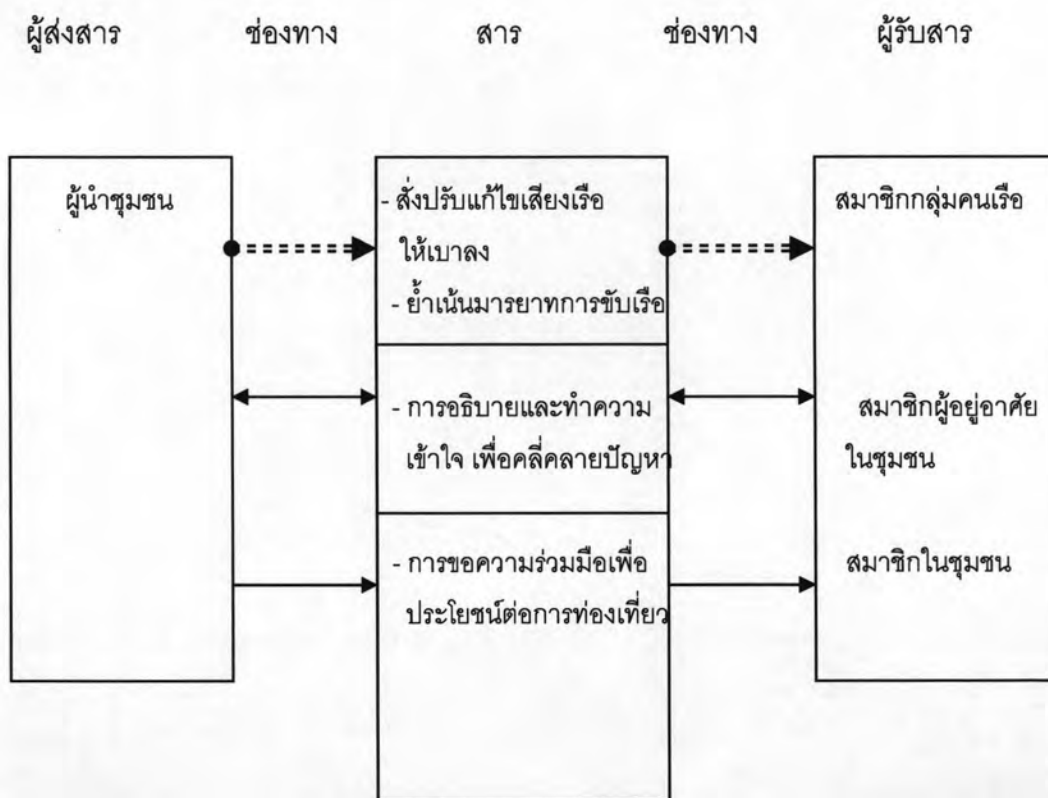 ผู้ส่งสาร ช่องทาง สาร ช่องทาง ผู้รับสาร
ผู้นำชุมชน
- สั่งปรับแก้ไขเสียงเรือ
ให้เบาลง
- ย้ำเน้นมารยาทการขับเรือ
สมาชิกกลุ่มคนเรือ
- การอธิบายและทำความ
เข้าใจ เพื่อคลี่คลายปัญหา
สมาชิกผู้อยู่อาศัย
ในชุมชน
- การขอความร่วมมือเพื่อ
ประโยชน์ต่อการท่องเที่ยว
สมาชิกในชุมชน